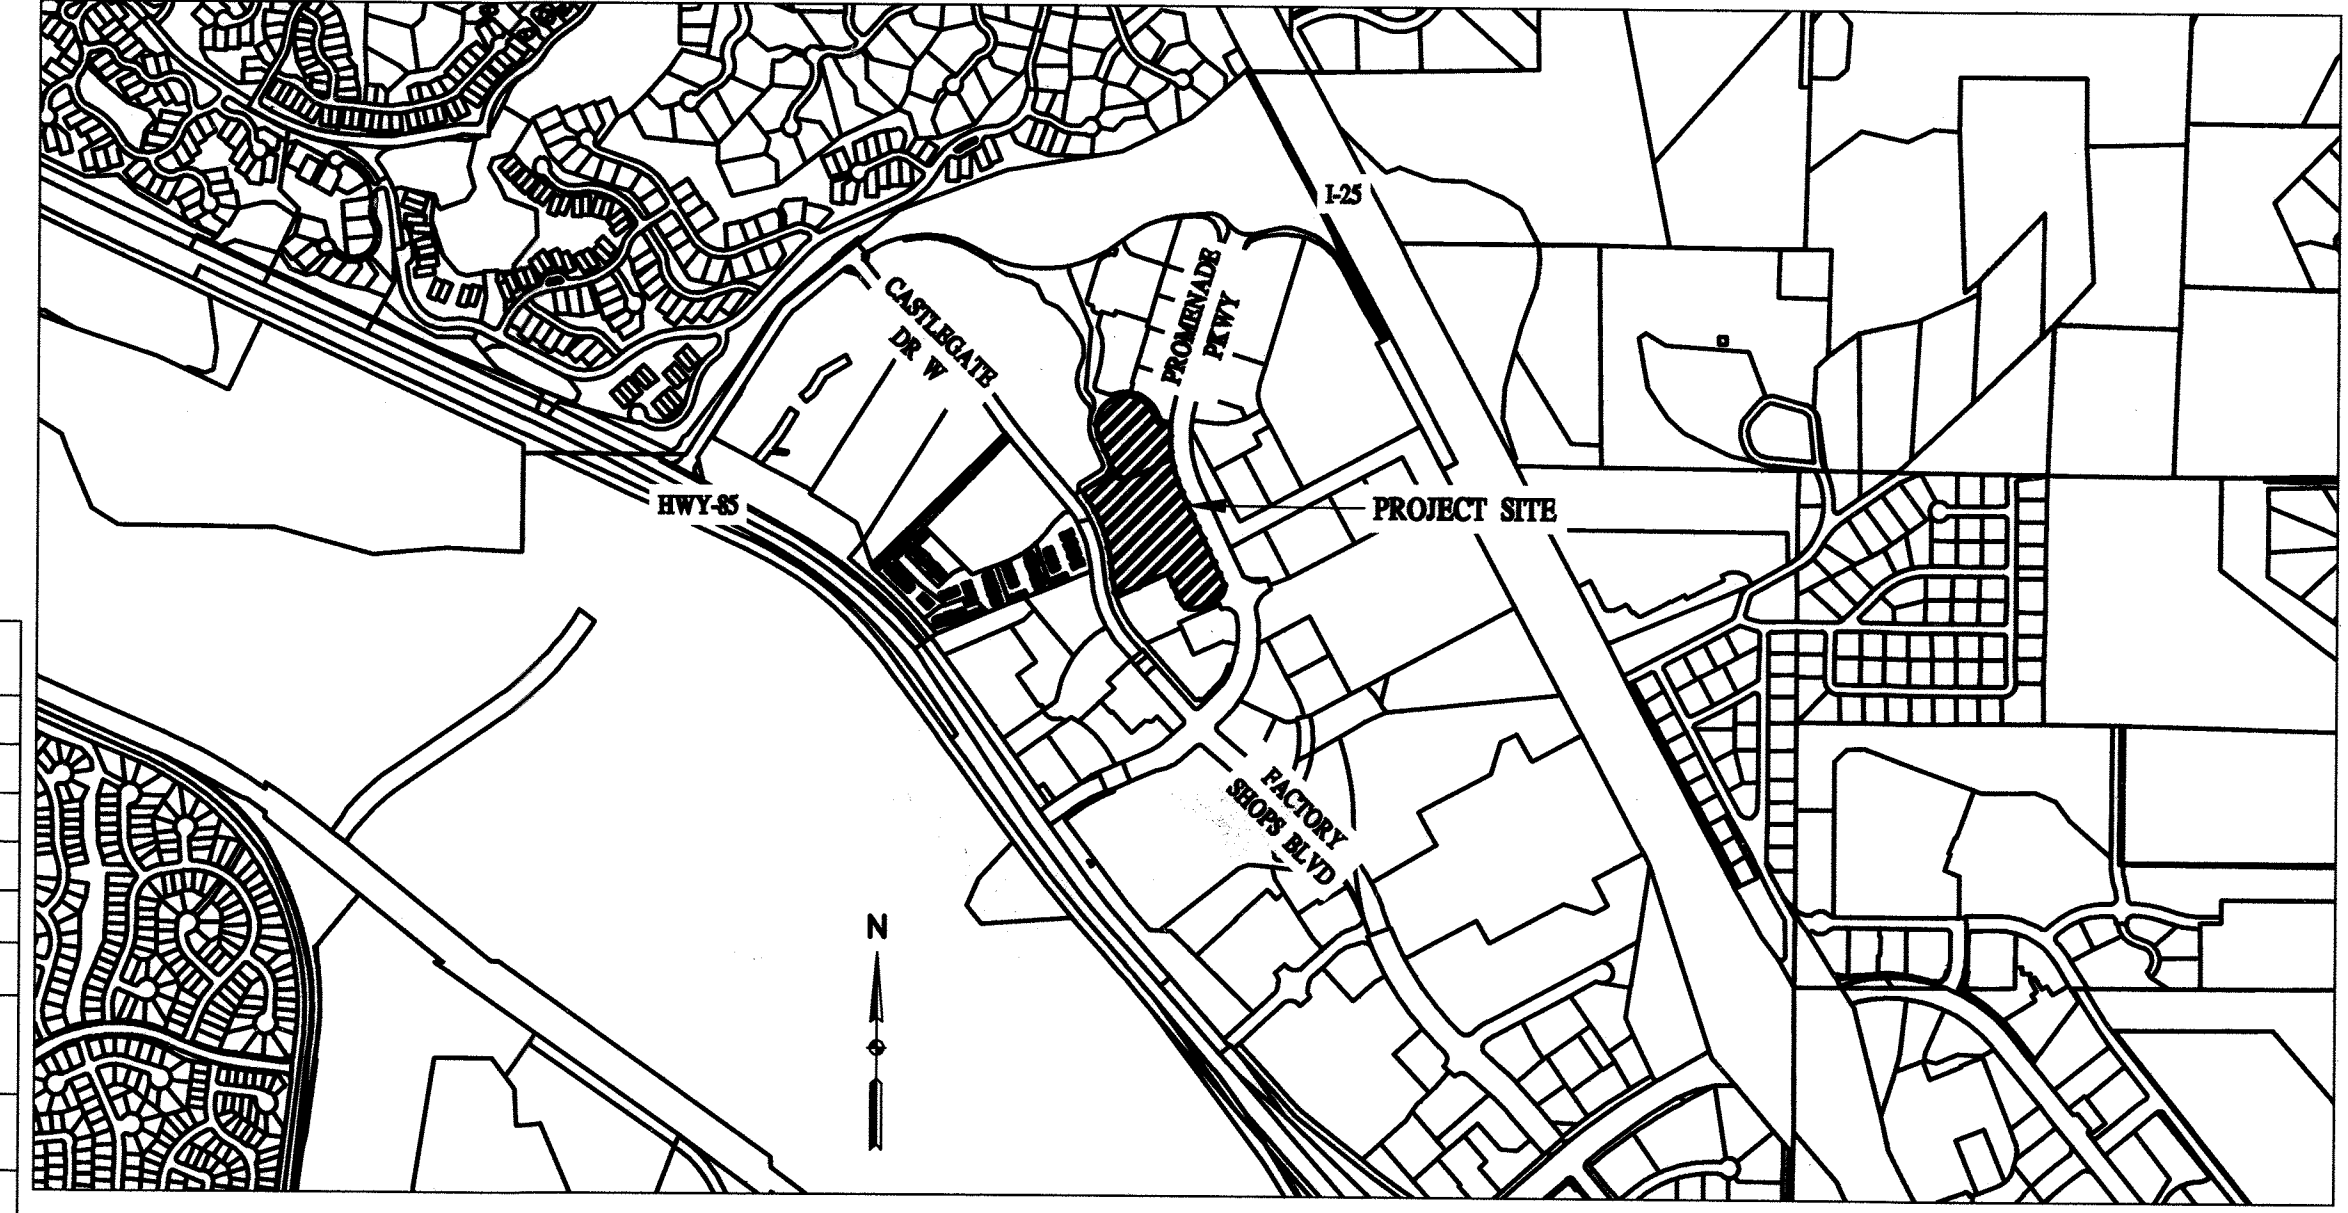 I-25
CASTLEGATE
DR W
PROMENADE
PKWY
HWY-85
PROJECT SITE
FACTORY
SHOPS BLVD
N